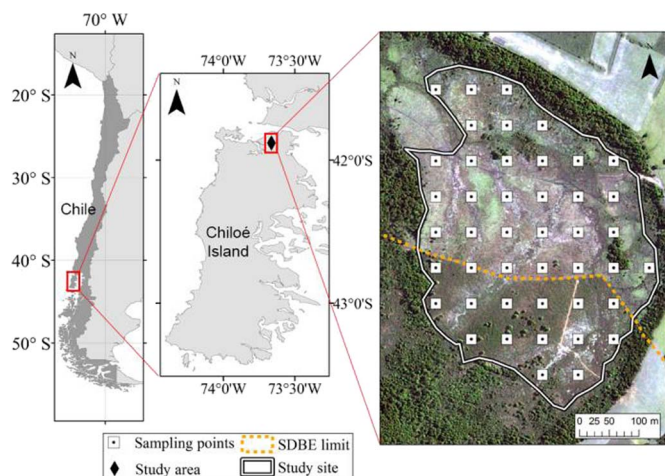 70° W
N
20° S
30° S
Chile
40° S
50° S
74°0'W 73°30'W
N
42°0'S
Chiloé
Island
43°0'S
74°0'W 73°30'W
N
0 25 50 100 m
Sampling points
SDBE limit
Study area
Study site